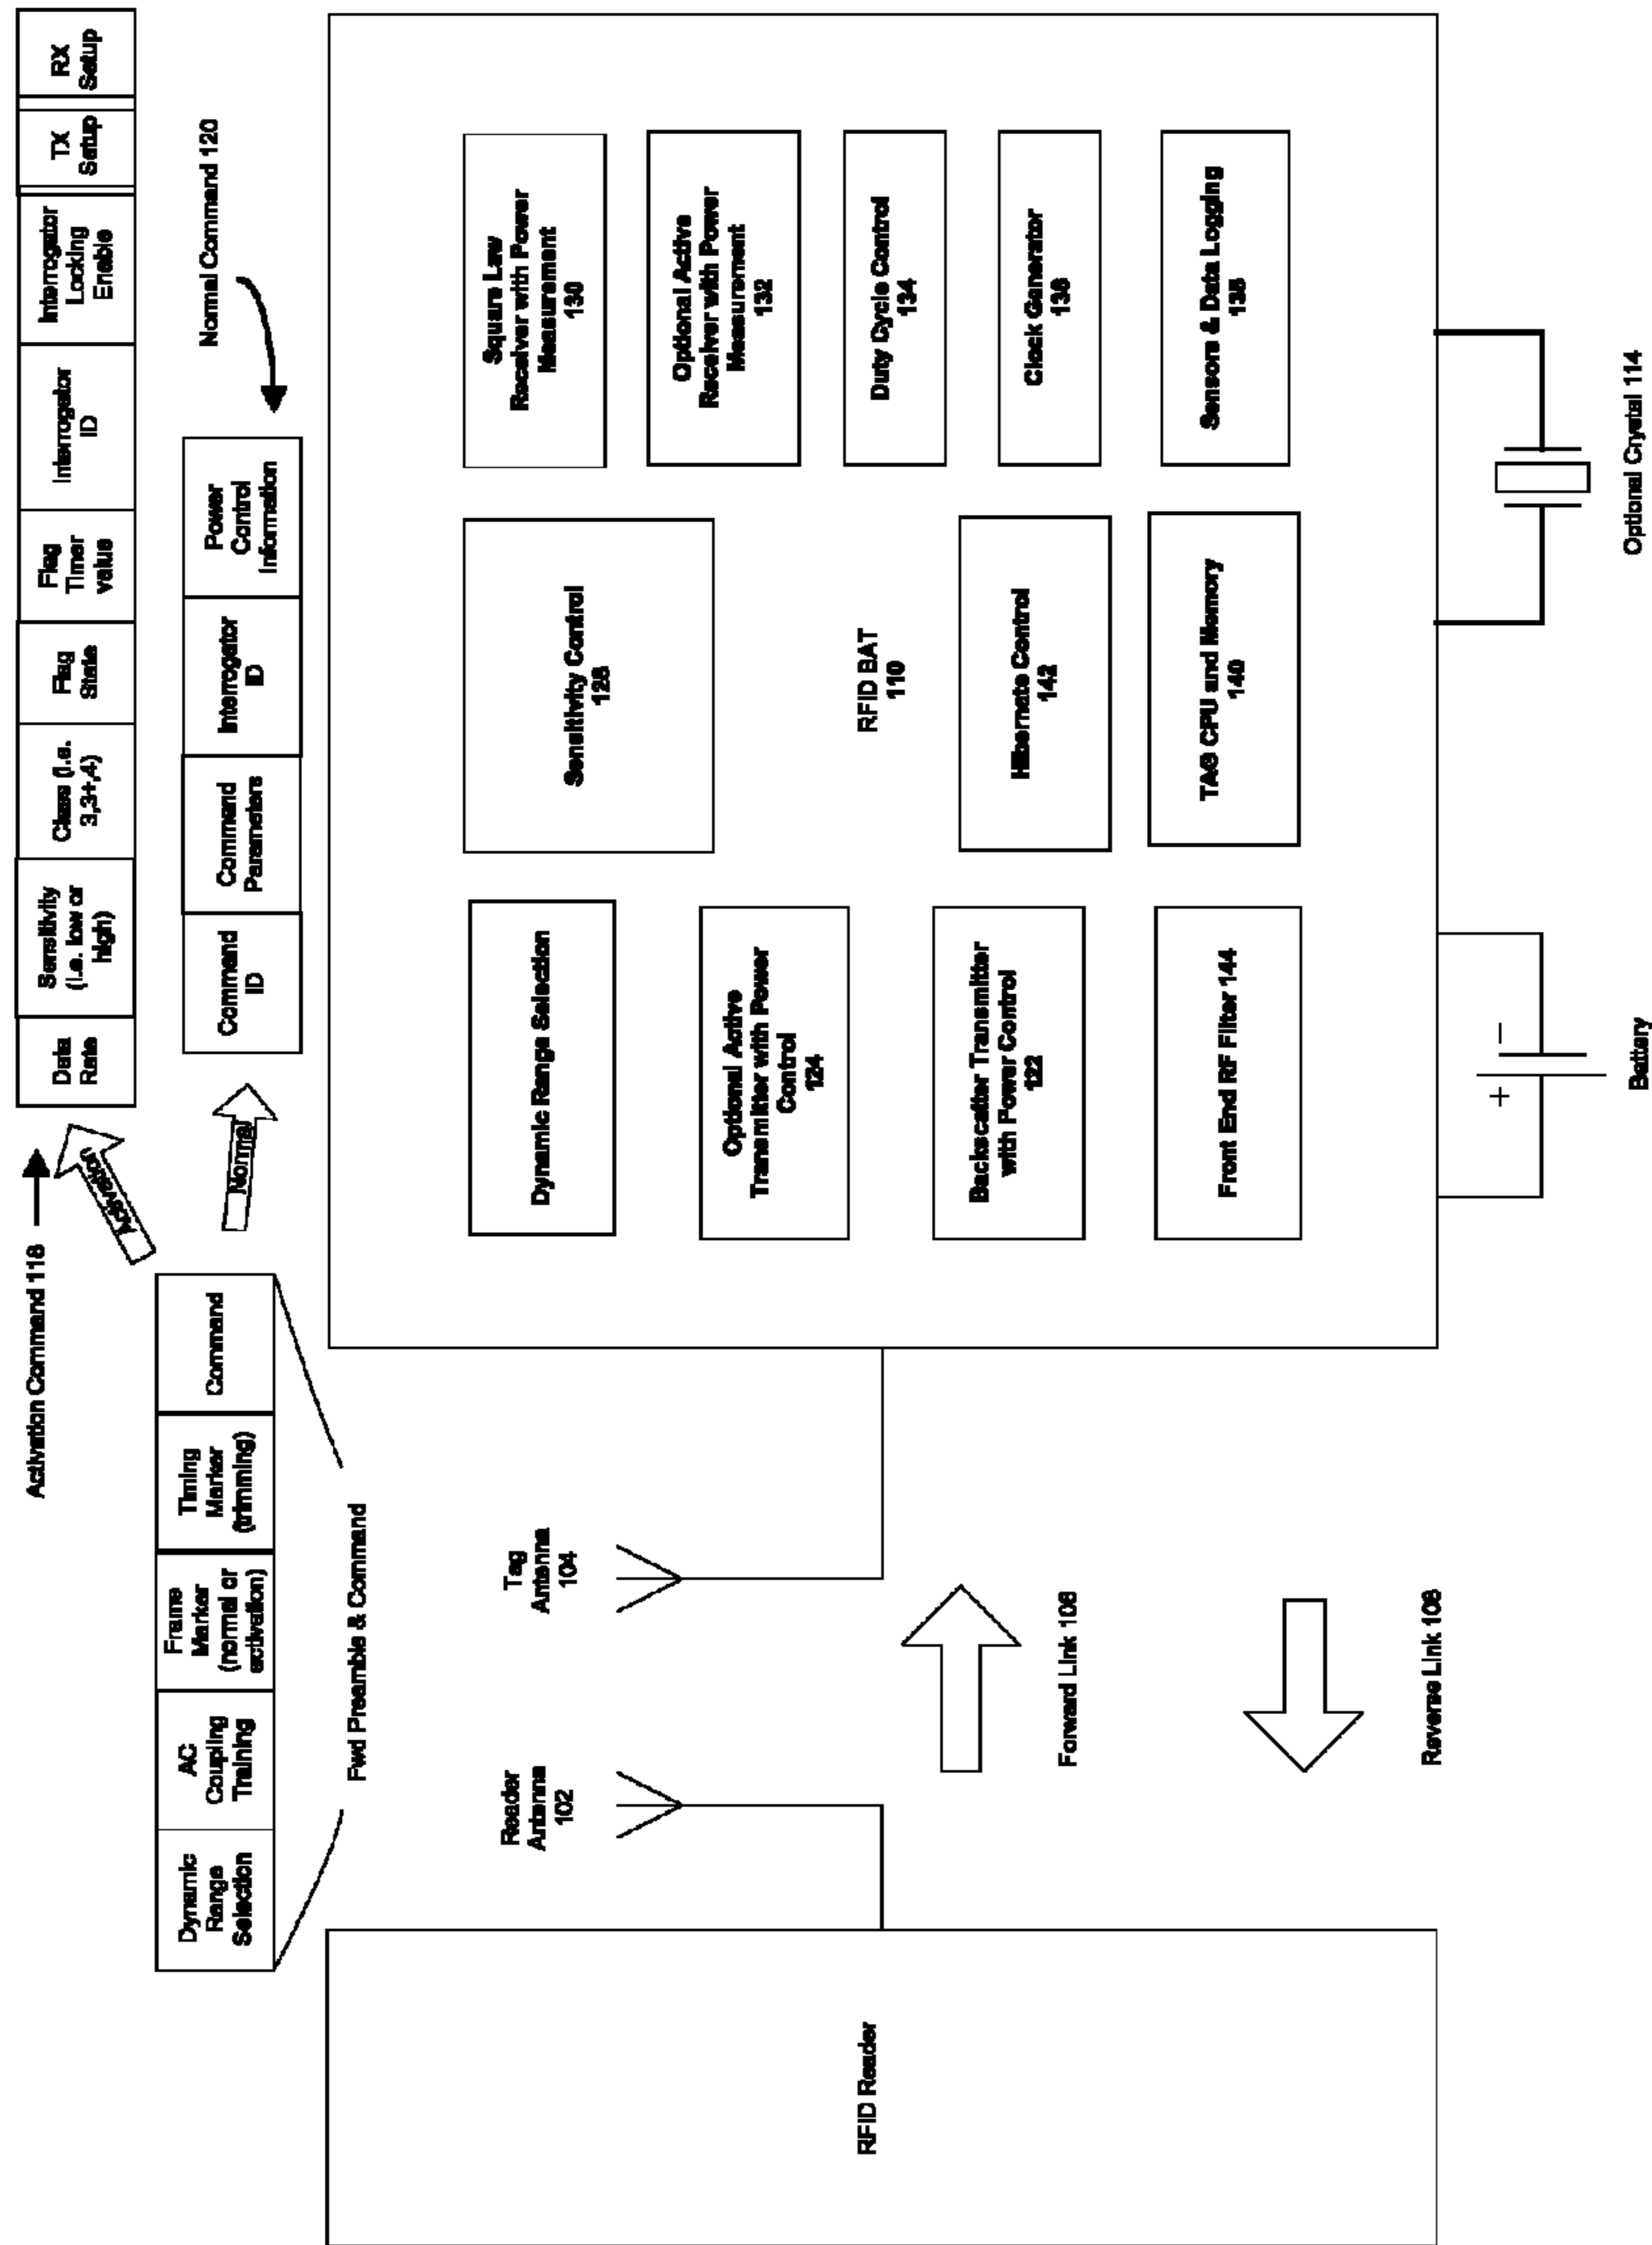 Activation Command 118
Data
Rate
Sensitivity
(i.e. low or
high)
Class (i.e.
3,3+,4)
Flag
State
Flag
Timer
value
Interrogator
ID
Interrogator
Locking
Enable
TX
Setup
RX
Setup
Activation
Normal
Normal Command 120
Command
ID
Command
Parameters
Interrogator
ID
Power
Control
Information
Dynamic
Range
Selection
AC
Coupling
Training
Frame
Marker
(normal or
activation)
Timing
Marker
(trimming)
Command
Fwd Preamble & Command
RFID Reader
Reader
Antenna
102
Tag
Antenna
104
Forward Link 108
Reverse Link 108
Dynamic Range Selection
Optional Active
Transmitter with Power
Control
124
Backscatter Transmitter
with Power Control
122
Front End RF Filter 144
Sensitivity Control
128
RFID BAT
110
Hibernate Control
142
TAG CPU and Memory
140
Square Law
Receiver with Power
Measurement
130
Optional Active
Receiver with Power
Measurement
132
Duty Cycle Control
134
Clock Generator
136
Sensors & Data Logging
138
+
−
Battery
Optional Crystal 114